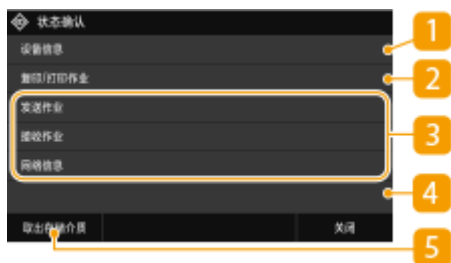 状态确认
设备信息
1
复印/打印作业
2
发送作业
接收作业
3
网络信息
4
取出存储介质
关闭
5